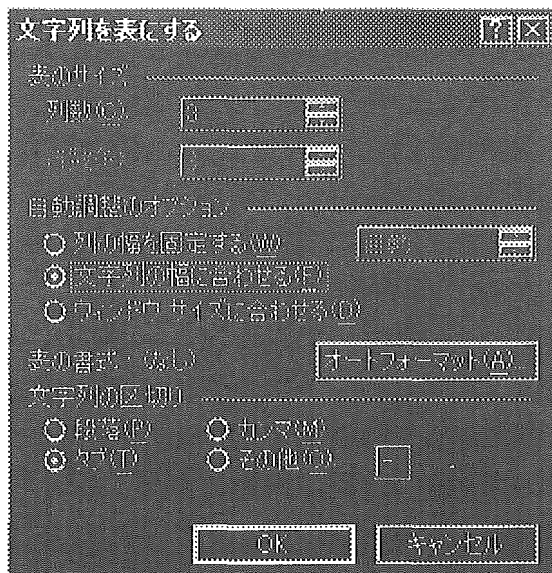 文字列を表にする
表のサイズ
列数(C):
自動調整のオプション
列の幅を固定する(W) 自動
文字列の幅に合わせる(F)
ウィンドウ サイズに合わせる(D)
表の書式: (なし) オートフォーマット(A)...
文字列の区切り
段落(P) カンマ(M)
タブ(T) その他(O): -
OK キャンセル